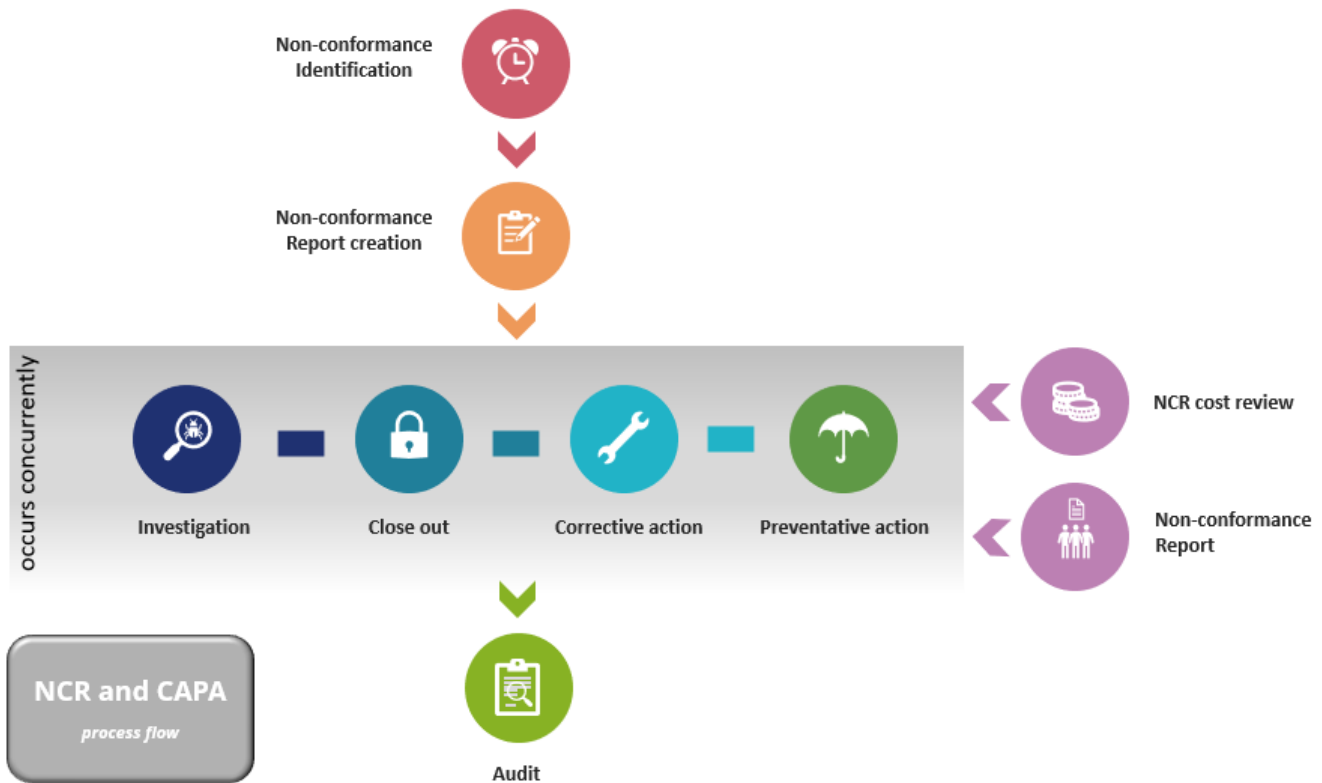 Non-conformance
Identification
Non-conformance
Report creation
occurs concurrently
Investigation
Close out
Corrective action
Preventative action
NCR cost review
Non-conformance
Report
NCR and CAPA
process flow
Audit